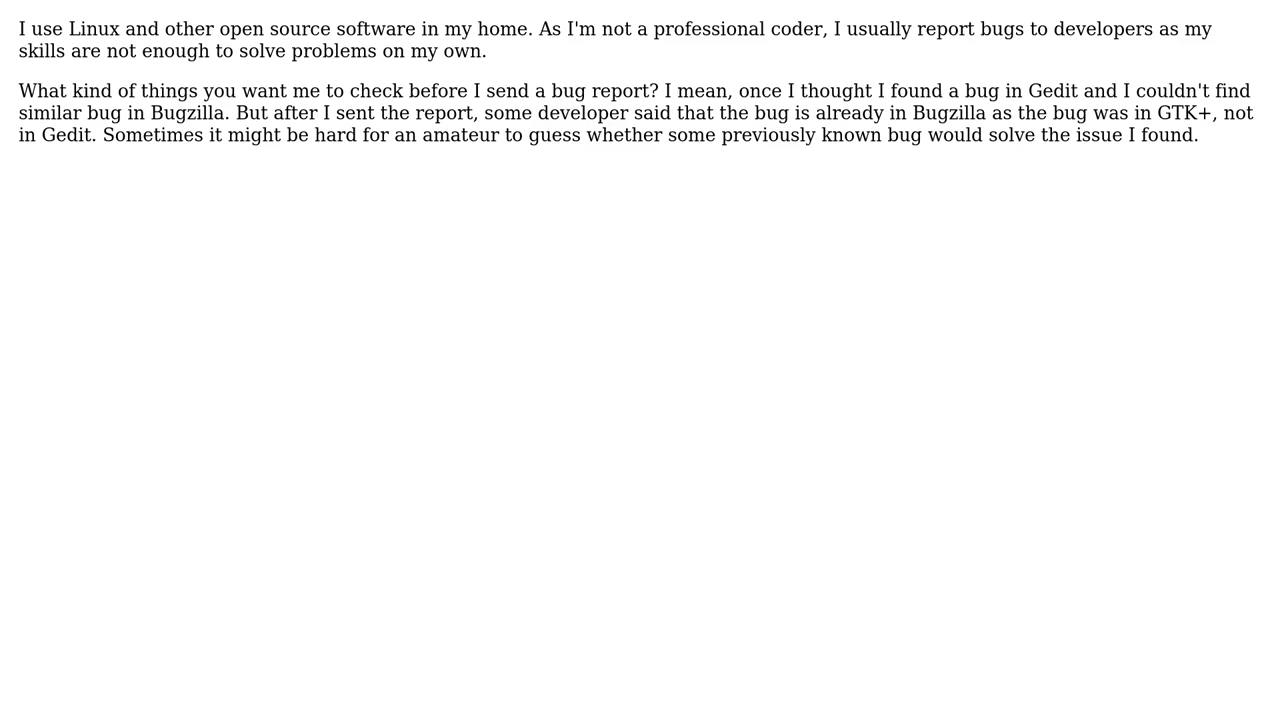 I use Linux and other open source software in my home. As I'm not a professional coder, I usually report bugs to developers as my
skills are not enough to solve problems on my own.
What kind of things you want me to check before I send a bug report? I mean, once I thought I found a bug in Gedit and I couldn't find
similar bug in Bugzilla. But after I sent the report, some developer said that the bug is already in Bugzilla as the bug was in GTK+, not
in Gedit. Sometimes it might be hard for an amateur to guess whether some previously known bug would solve the issue I found.